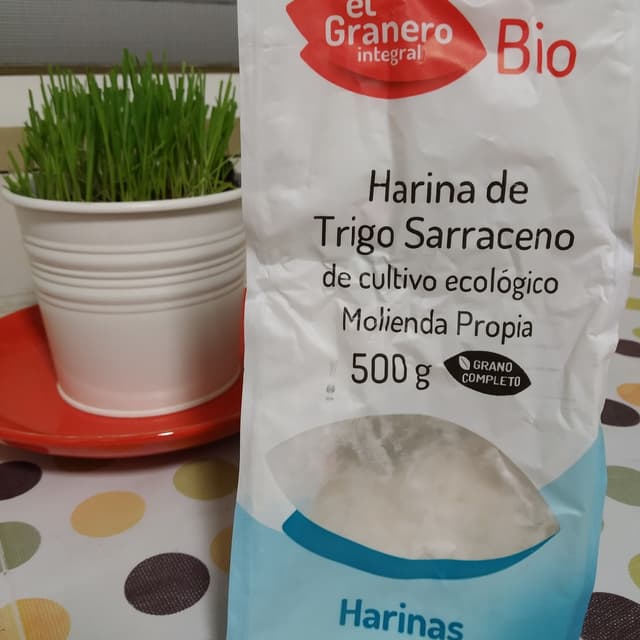 el
Granero
integral
Bio
Harina de
Trigo Sarraceno
de cultivo ecológico
Molienda Propia
500 g
GRANO
COMPLETO
Harinas